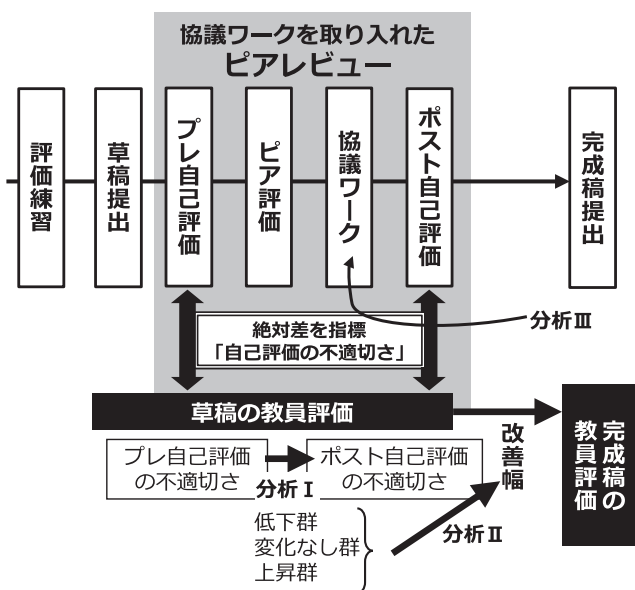 協議ワークを取り入れた
ピアレビュー
評価練習
草稿提出
プレ自己評価
ピア評価
協議ワーク
ポスト自己評価
完成稿提出
絶対差を指標
「自己評価の不適切さ」
分析Ⅲ
草稿の教員評価
プレ自己評価
の不適切さ
分析Ⅰ
ポスト自己評価
の不適切さ
改善幅
完成稿の
教員評価
低下群
変化なし群
上昇群
分析Ⅱ